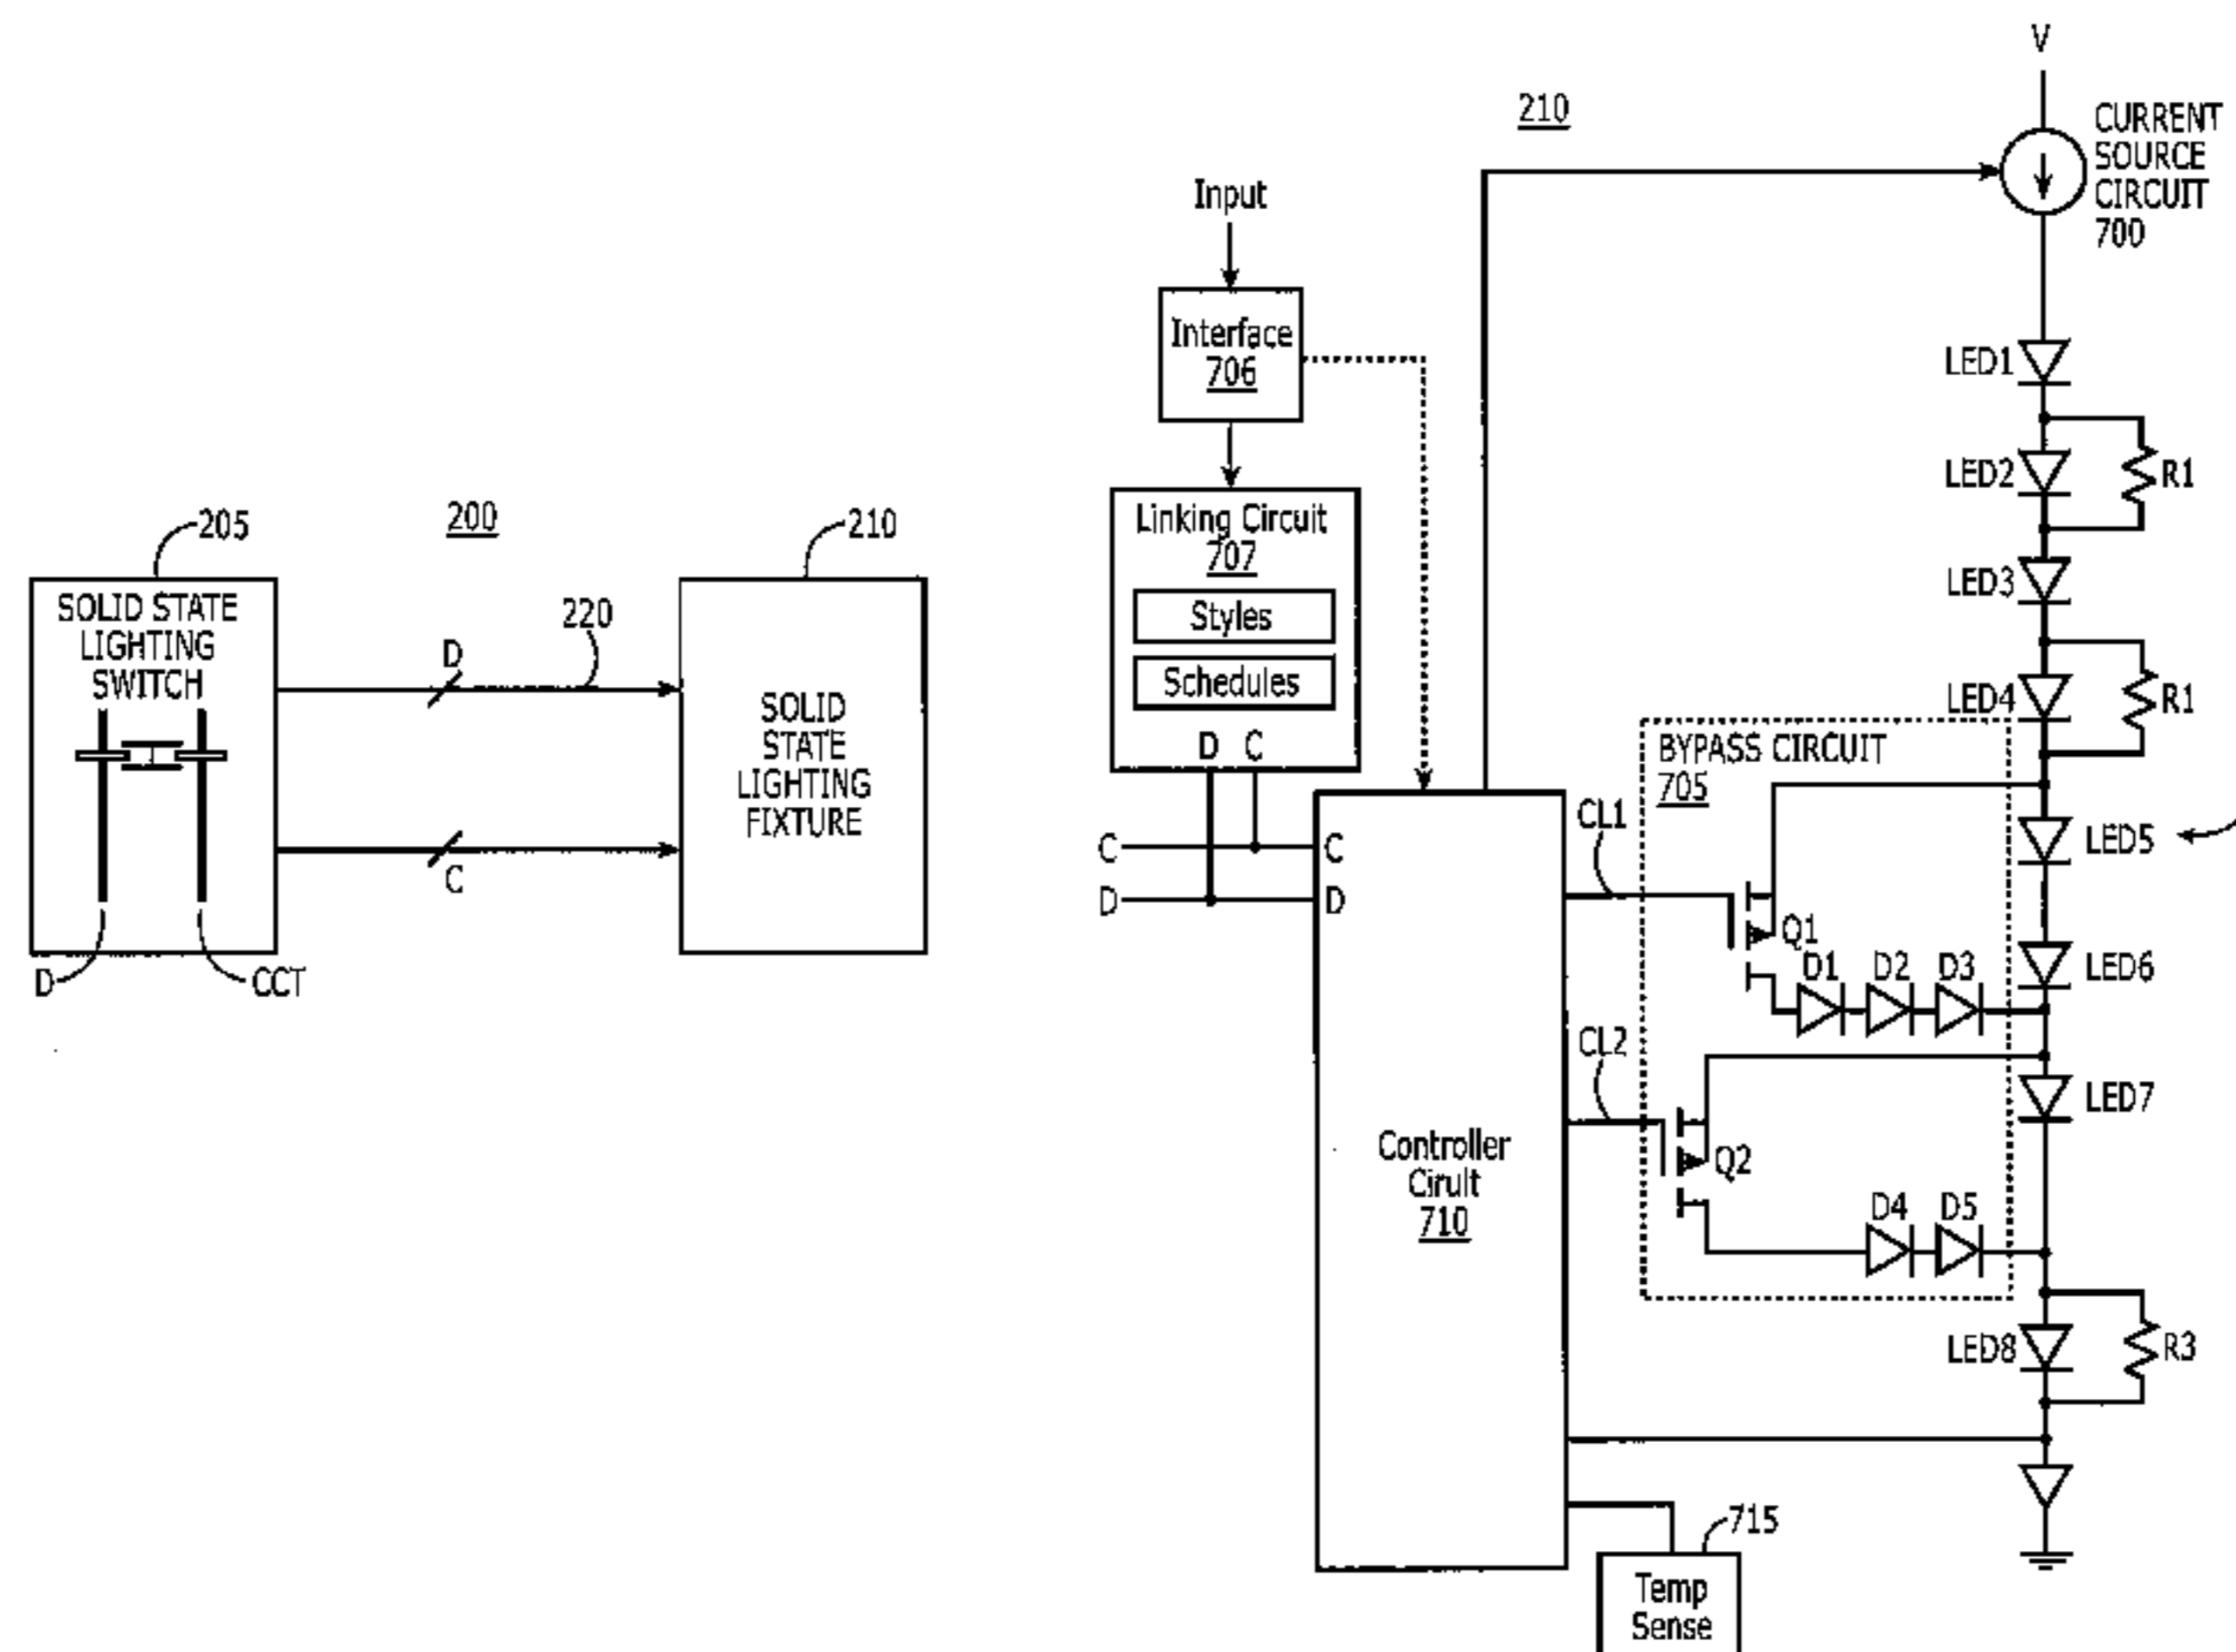 200
205
SOLID STATE
LIGHTING
SWITCH
D
CCT
D
220
C
210
SOLID
STATE
LIGHTING
FIXTURE
210
Input
Interface
706
Linking Circuit
707
Styles
Schedules
D C
C
D
C
D
Controller
Cirult
710
715
Temp
Sense
CL1
CL2
BYPASS CIRCUIT
705
Q1
D1 D2 D3
Q2
D4 D5
V
CURRENT
SOURCE
CIRCUIT
700
LED1
LED2
R1
LED3
LED4
R1
LED5
LED6
LED7
LED8
R3